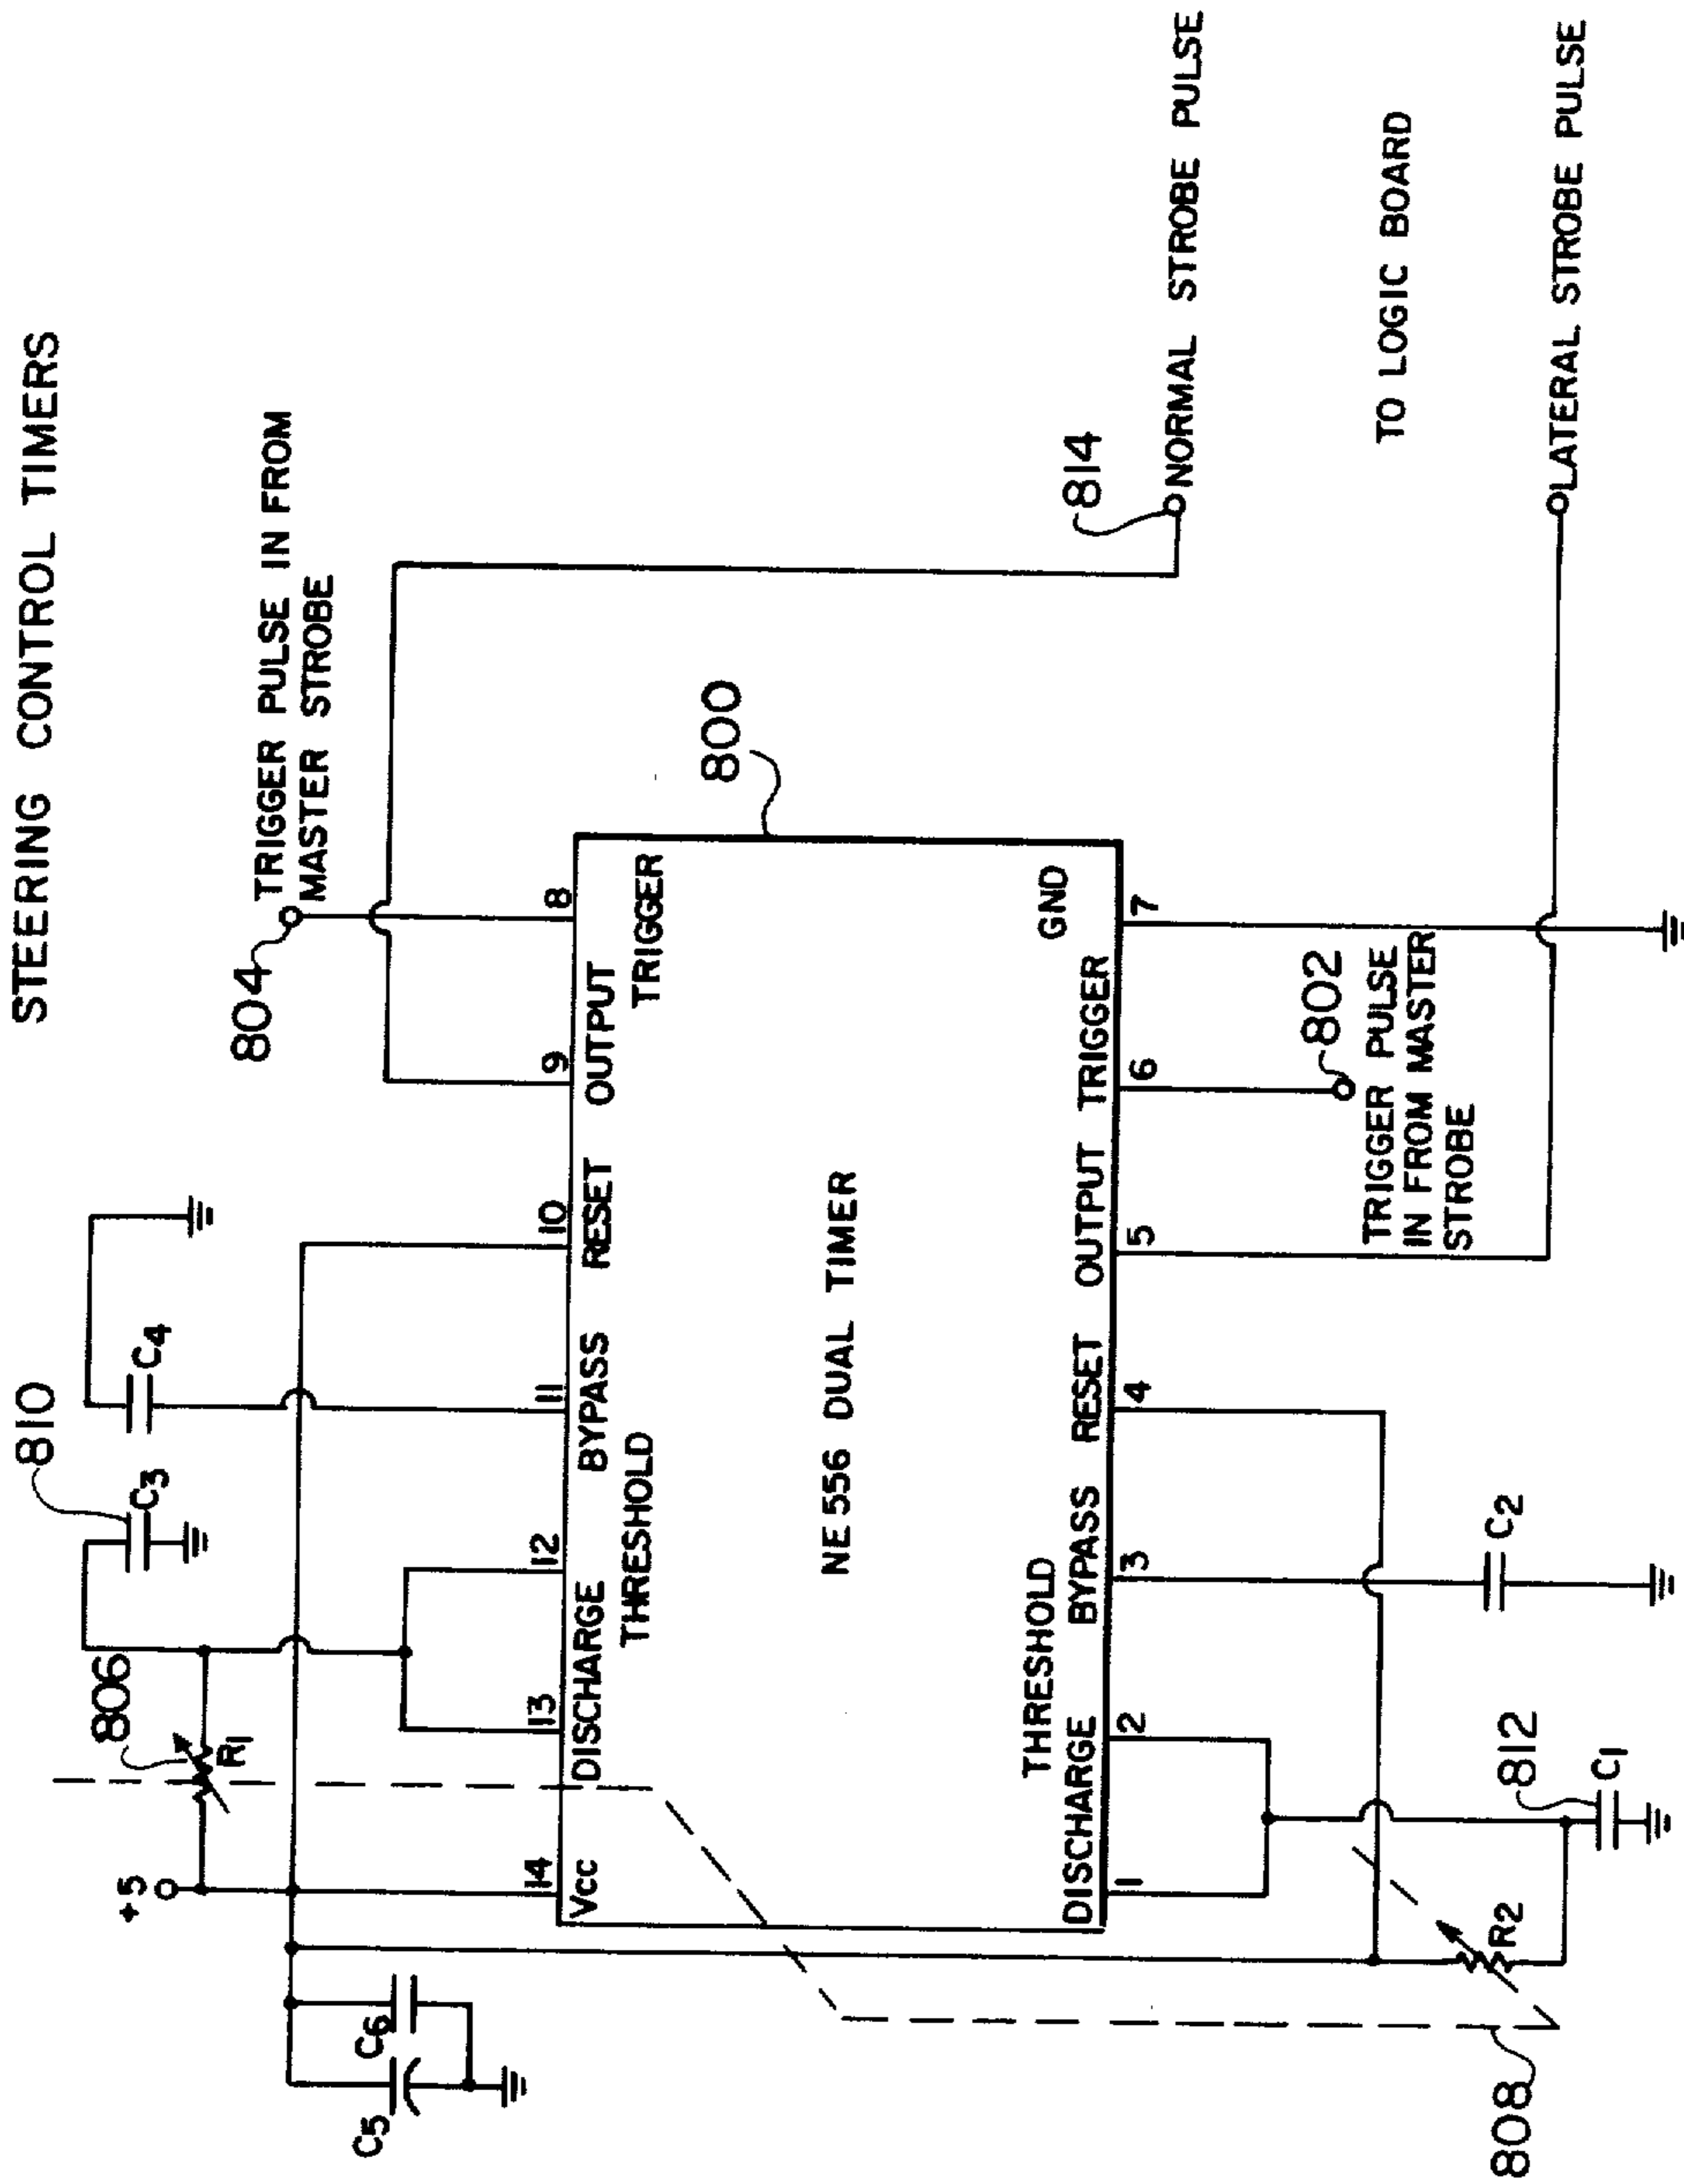 STEERING CONTROL TIMERS
804
TRIGGER PULSE IN FROM
MASTER STROBE
810
C3
C4
806
R1
+5
C5
C6
14
13
12
11
10
9
8
Vcc
DISCHARGE
THRESHOLD
BYPASS
RESET
OUTPUT
TRIGGER
800
NE556 DUAL TIMER
DISCHARGE
THRESHOLD
BYPASS
RESET
OUTPUT
TRIGGER
GND
1
2
3
4
5
6
7
802
TRIGGER PULSE
IN FROM MASTER
STROBE
814
NORMAL STROBE PULSE
TO LOGIC BOARD
LATERAL STROBE PULSE
808
R2
812
C1
C2